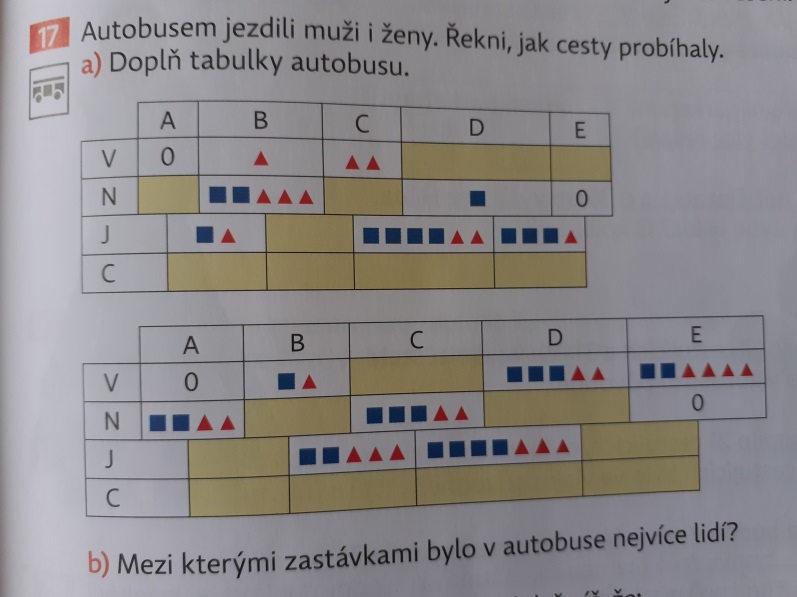 17 Autobusem jezdili muži i ženy. Řekni, jak cesty probíhaly.
a) Doplň tabulky autobusu.
A B C D E
V 0
N 0
J
C
A B C D E
V 0
N 0
J
C
b) Mezi kterými zastávkami bylo v autobuse nejvíce lidí?